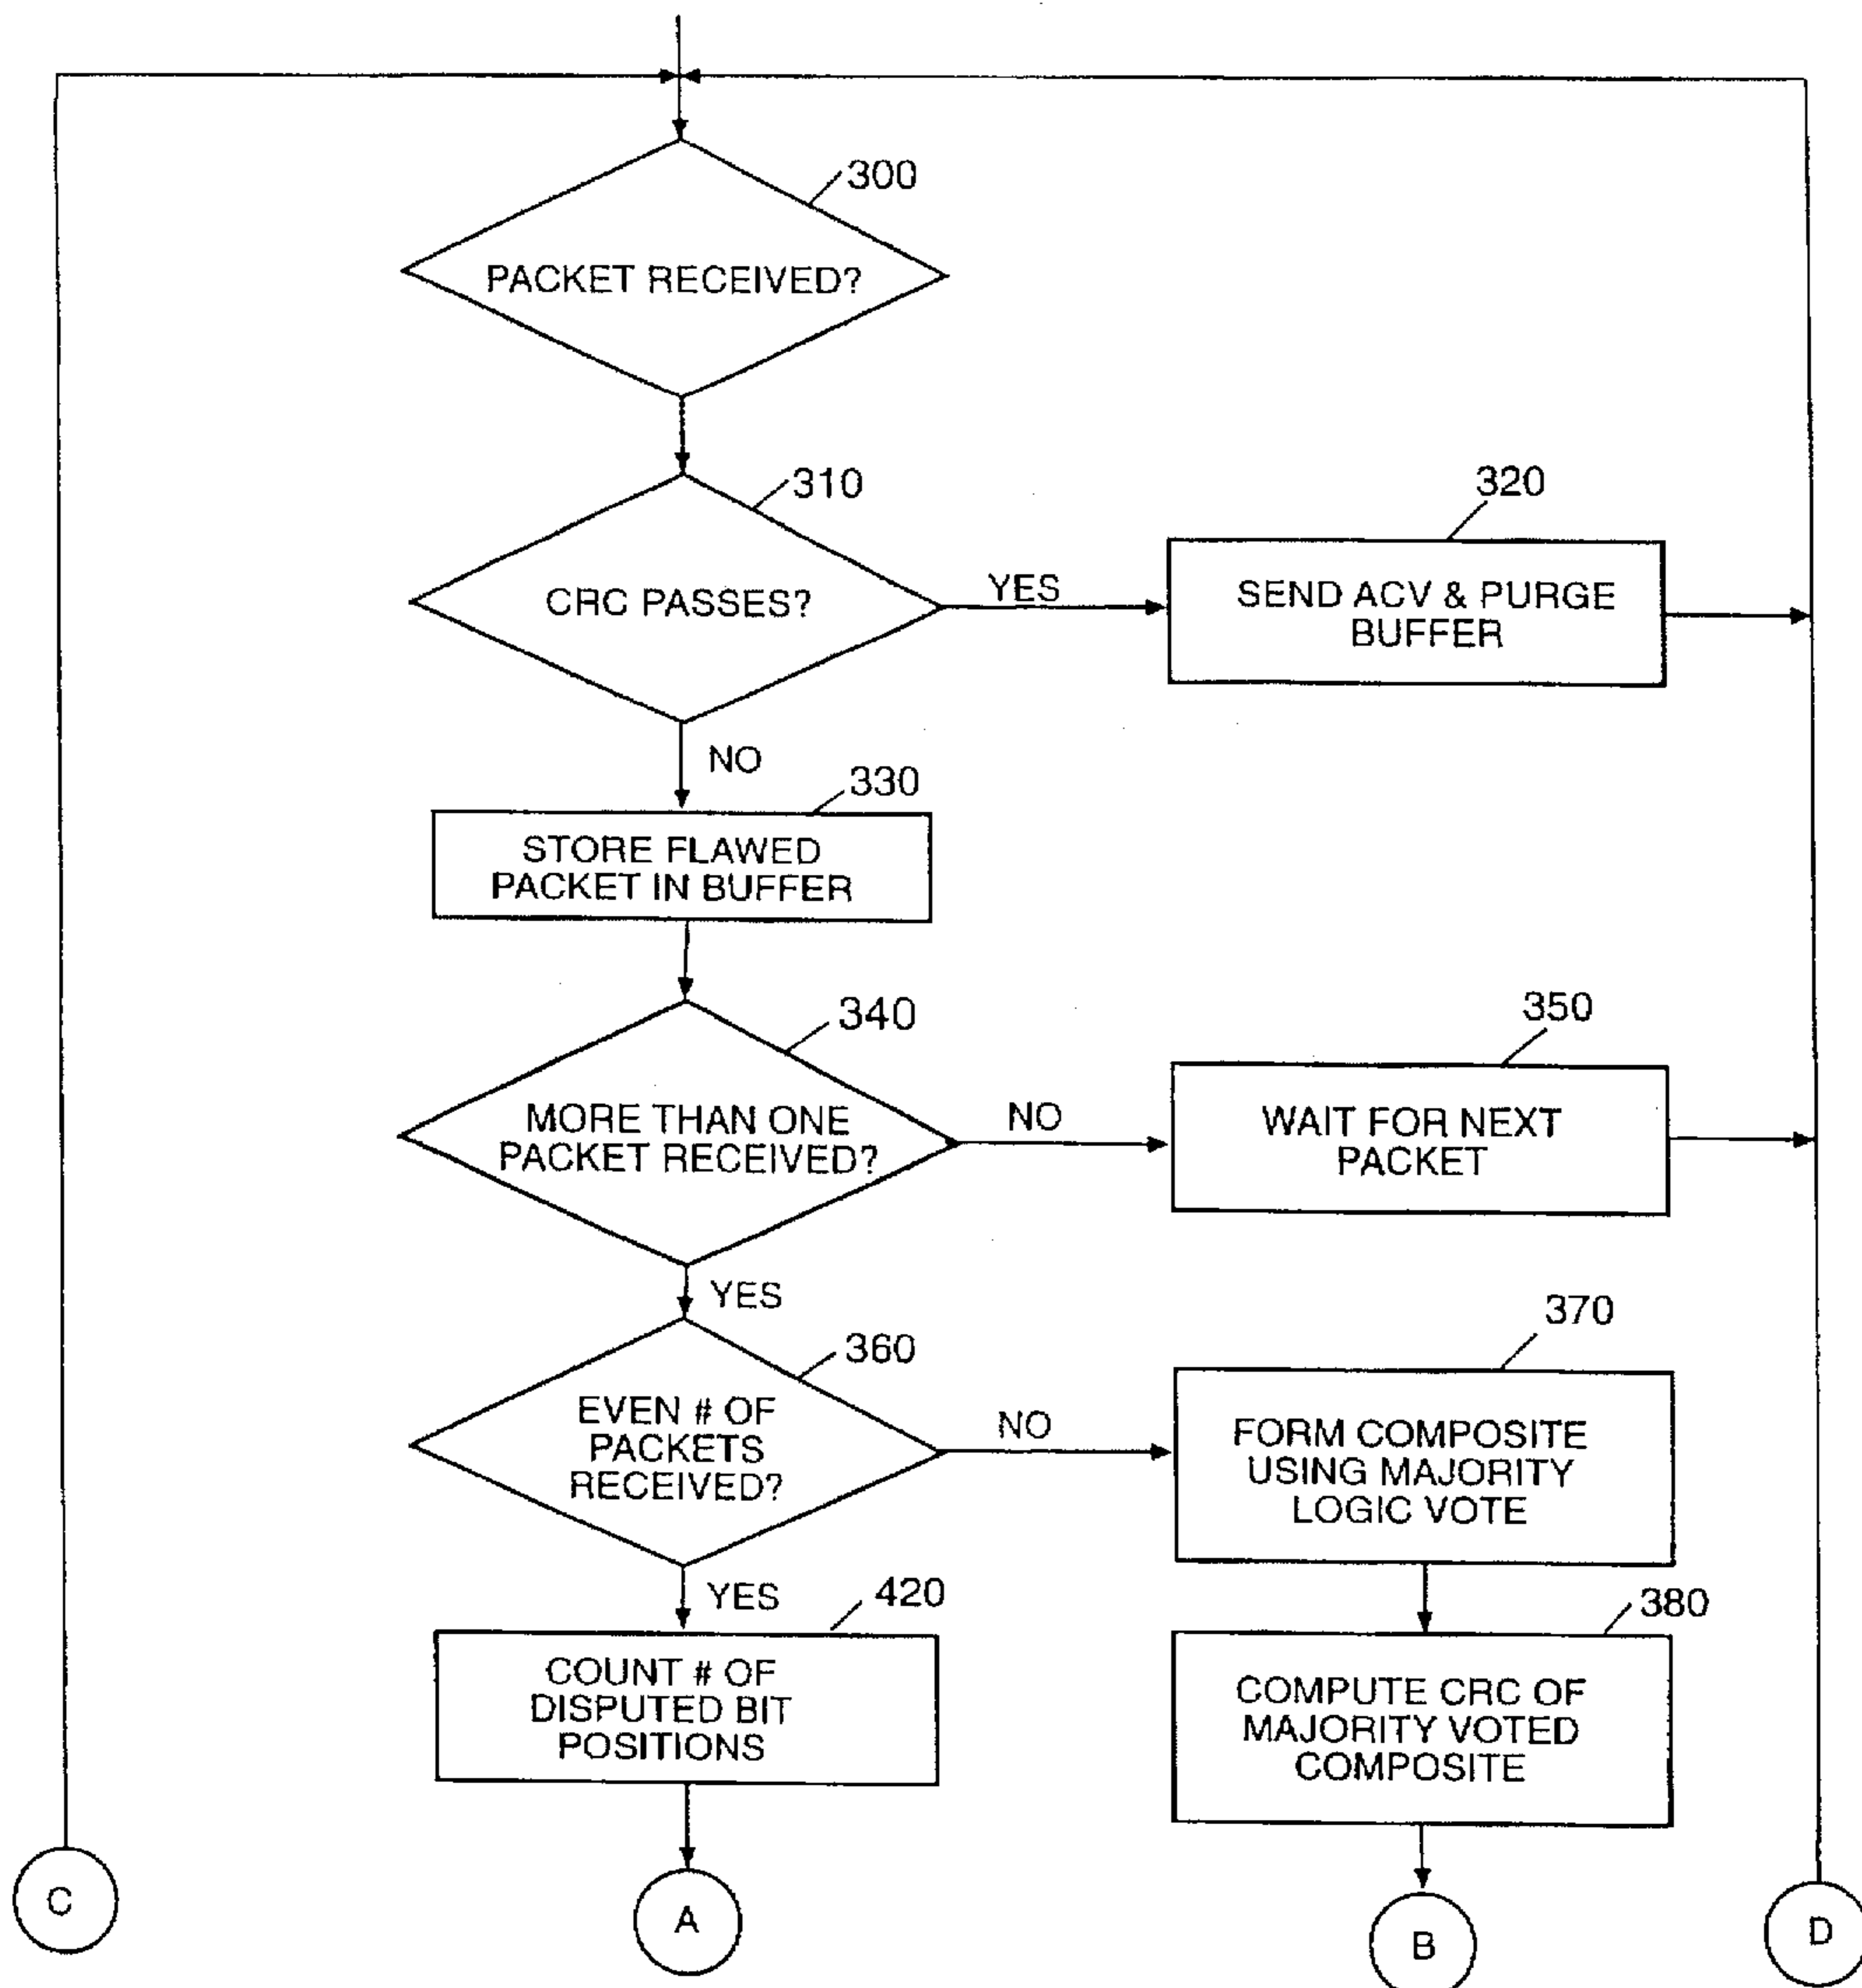 300
PACKET RECEIVED?
310
CRC PASSES?
YES
320
SEND ACV & PURGE
BUFFER
NO
330
STORE FLAWED
PACKET IN BUFFER
340
MORE THAN ONE
PACKET RECEIVED?
NO
350
WAIT FOR NEXT
PACKET
YES
360
EVEN # OF
PACKETS
RECEIVED?
NO
370
FORM COMPOSITE
USING MAJORITY
LOGIC VOTE
YES
420
COUNT # OF
DISPUTED BIT
POSITIONS
380
COMPUTE CRC OF
MAJORITY VOTED
COMPOSITE
C
A
B
D